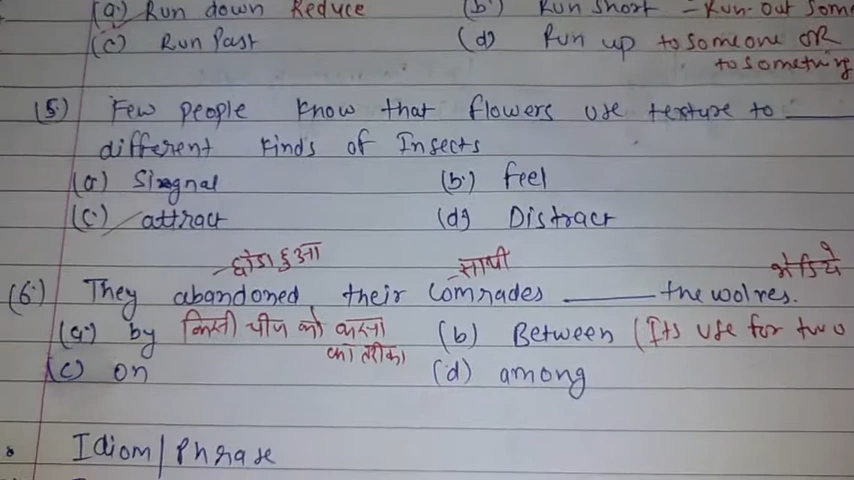 (a) Run down Reduce (b) Run Short = Run out Some
(c) Run Past (d) Run up to someone OR
to something
(5.) Few people know that flowers use texture to ____
different kinds of Insects
(a) Signal (b.) feel
(c.) attract (d) Distract
छोडा हुआ साथी भेडिये
(6.) They abandoned their Comrades ____ the wolves.
(a.) by किसी चीज को करना (b) Between (Its use for two
का तरीका
(c) on (d) among
Idiom/Phrase